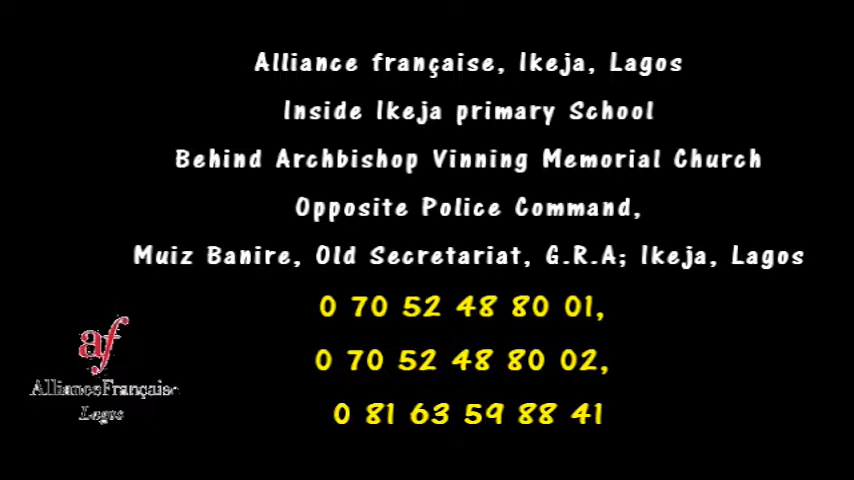 Alliance française, Ikeja, Lagos
Inside Ikeja primary School
Behind Archbishop Vinning Memorial Church
Opposite Police Command,
Muiz Banire, Old Secretariat, G.R.A; Ikeja, Lagos
0 70 52 48 80 01,
0 70 52 48 80 02,
0 81 63 59 88 41
af
AllianceFrançaise
Lagos